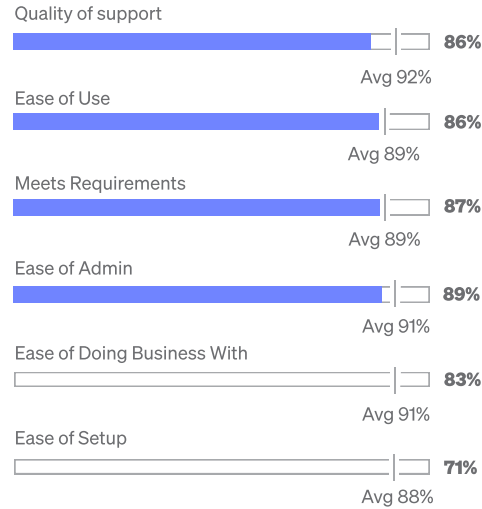 Quality of support
86%
Avg 92%
Ease of Use
86%
Avg 89%
Meets Requirements
87%
Avg 89%
Ease of Admin
89%
Avg 91%
Ease of Doing Business With
83%
Avg 91%
Ease of Setup
71%
Avg 88%